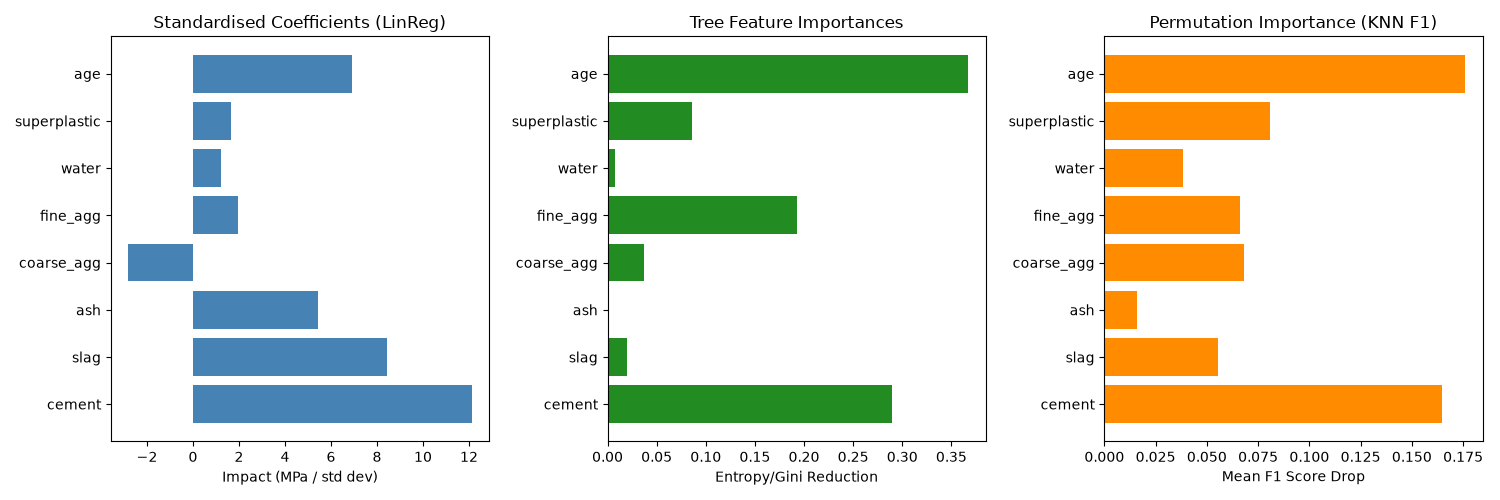 Standardised Coefficients (LinReg)
age
superplastic
water
fine_agg
coarse_agg
ash
slag
cement
−2 0 2 4 6 8 10 12
Impact (MPa / std dev)
Tree Feature Importances
age
superplastic
water
fine_agg
coarse_agg
ash
slag
cement
0.00 0.05 0.10 0.15 0.20 0.25 0.30 0.35
Entropy/Gini Reduction
Permutation Importance (KNN F1)
age
superplastic
water
fine_agg
coarse_agg
ash
slag
cement
0.000 0.025 0.050 0.075 0.100 0.125 0.150 0.175
Mean F1 Score Drop